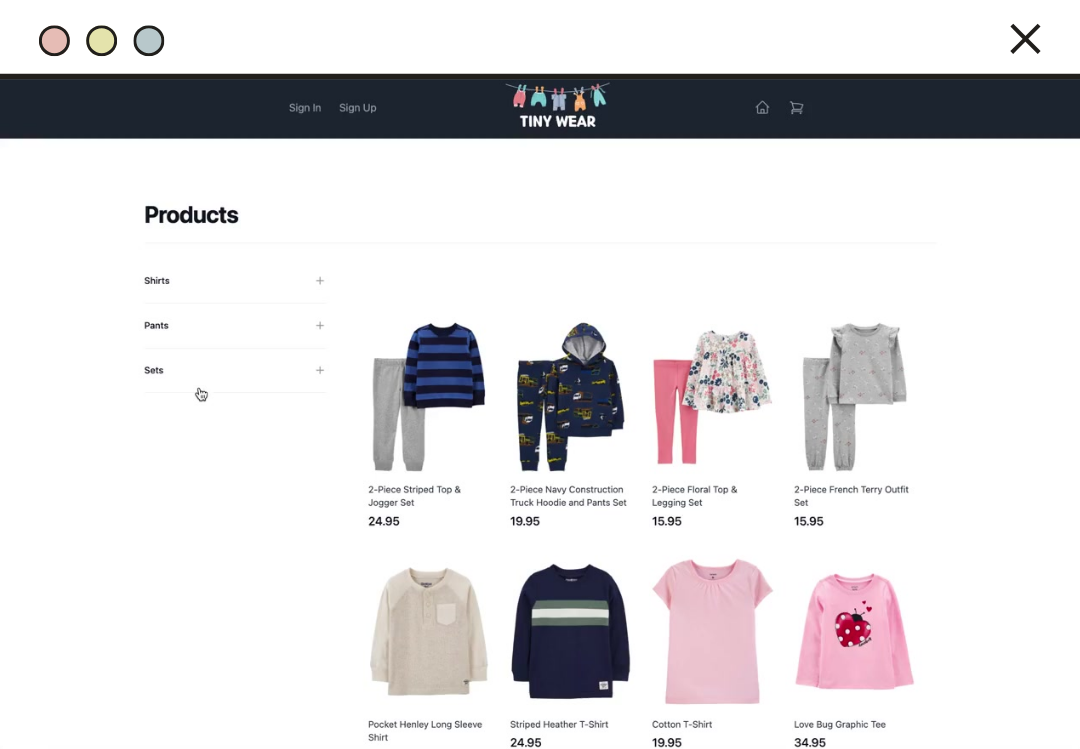 Sign In
Sign Up
TINY WEAR
Products
Shirts
Pants
Sets
2-Piece Striped Top &
Jogger Set
24.95
2-Piece Navy Construction
Truck Hoodie and Pants Set
19.95
2-Piece Floral Top &
Legging Set
15.95
2-Piece French Terry Outfit
Set
15.95
Pocket Henley Long Sleeve
Shirt
Striped Heather T-Shirt
24.95
Cotton T-Shirt
19.95
Love Bug Graphic Tee
34.95